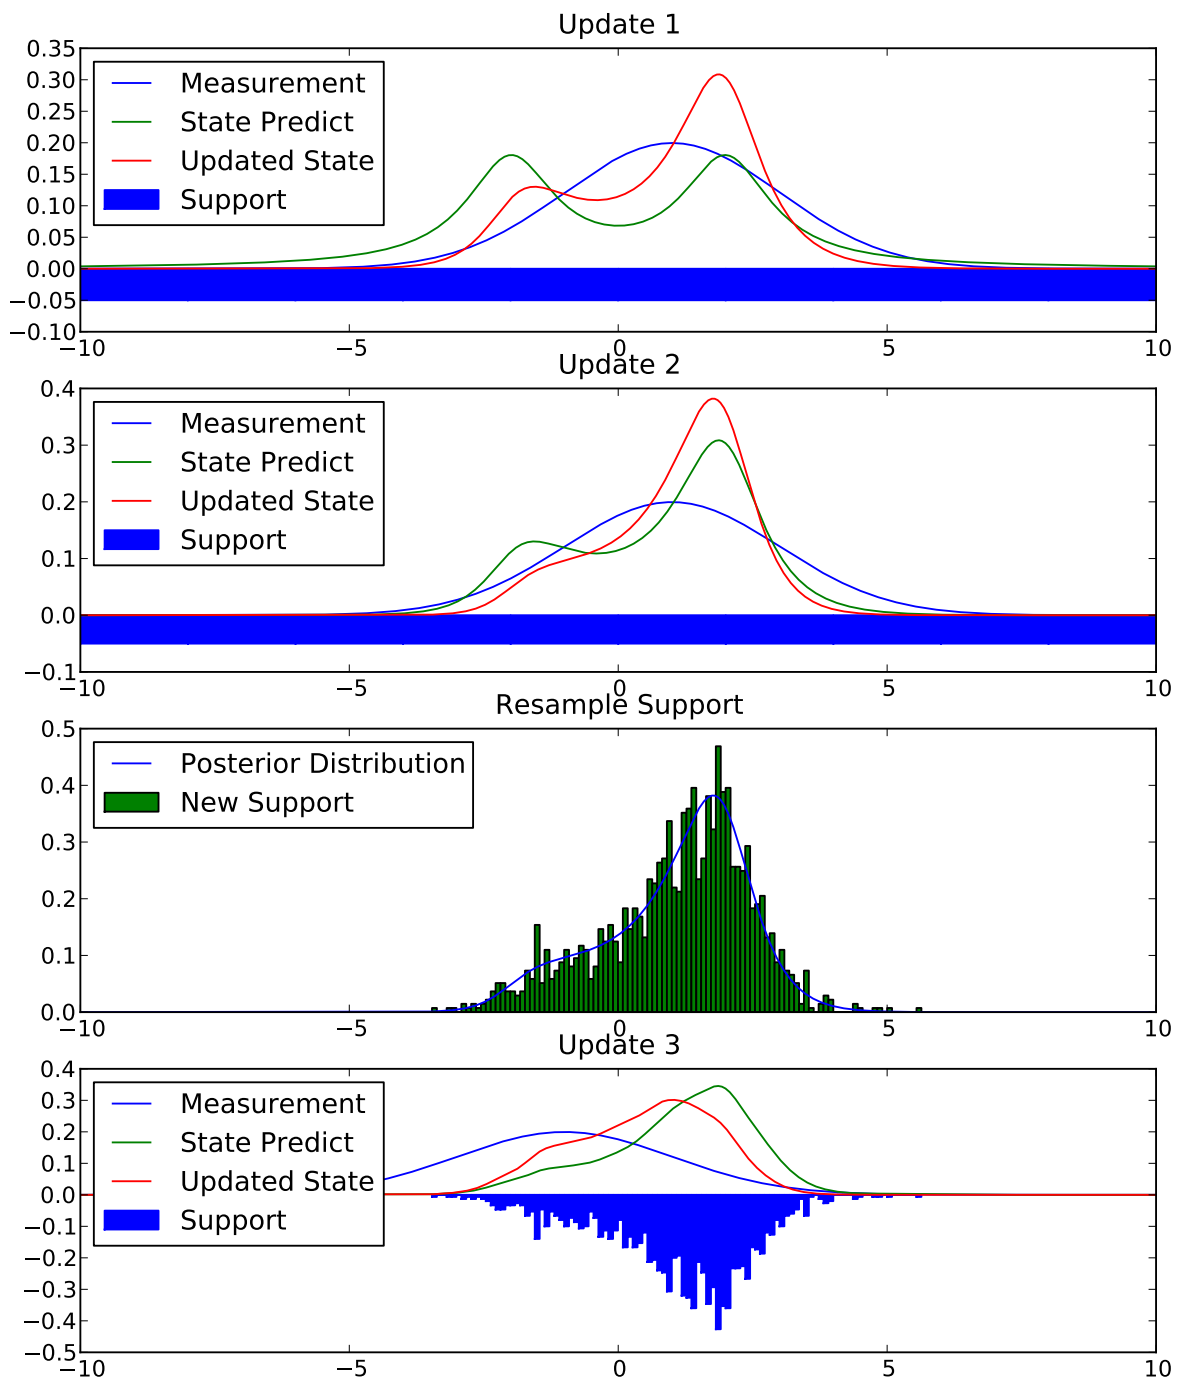 Update 1
0.35
0.30
0.25
0.20
0.15
0.10
0.05
0.00
−0.05
−0.10
Measurement
State Predict
Updated State
Support
−10 −5 0 5 10
Update 2
0.4
0.3
0.2
0.1
0.0
−0.1
Measurement
State Predict
Updated State
Support
−10 −5 0 5 10
Resample Support
0.5
0.4
0.3
0.2
0.1
0.0
Posterior Distribution
New Support
−10 −5 0 5 10
Update 3
0.4
0.3
0.2
0.1
0.0
−0.1
−0.2
−0.3
−0.4
−0.5
Measurement
State Predict
Updated State
Support
−10 −5 0 5 10